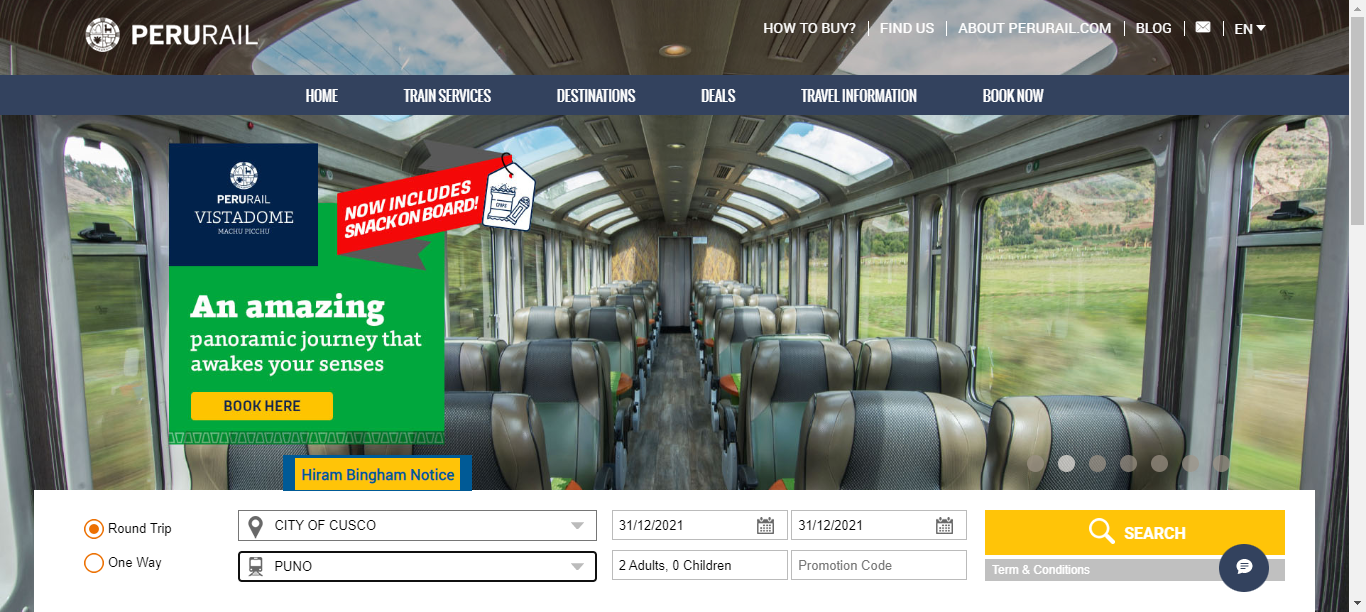 PERURAIL
HOW TO BUY?
FIND US
ABOUT PERURAIL.COM
BLOG
EN
HOME
TRAIN SERVICES
DESTINATIONS
DEALS
TRAVEL INFORMATION
BOOK NOW
PERURAIL
VISTADOME
MACHU PICCHU
NOW INCLUDES
SNACK ON BOARD!
An amazing
panoramic journey that
awakes your senses
BOOK HERE
Hiram Bingham Notice
Round Trip
One Way
CITY OF CUSCO
PUNO
31/12/2021
31/12/2021
2 Adults, 0 Children
Promotion Code
SEARCH
Term & Conditions